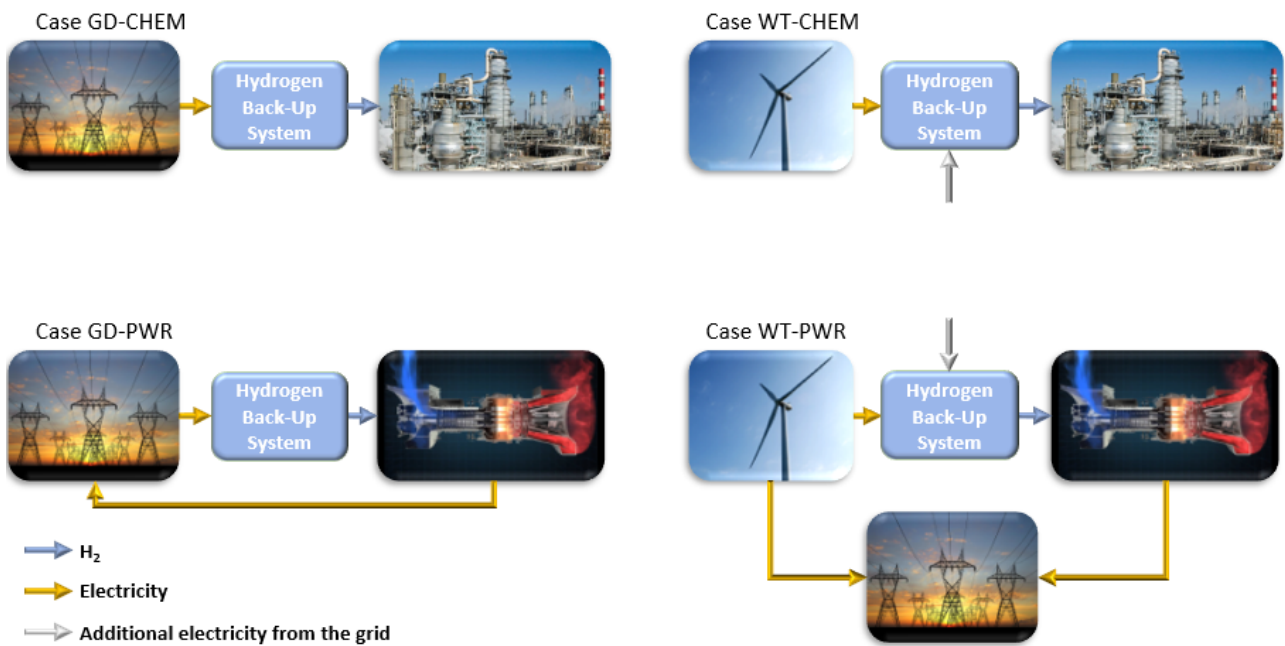 Case GD-CHEM
Hydrogen
Back-Up
System
Case WT-CHEM
Hydrogen
Back-Up
System
Case GD-PWR
Hydrogen
Back-Up
System
Case WT-PWR
Hydrogen
Back-Up
System
H₂
Electricity
Additional electricity from the grid